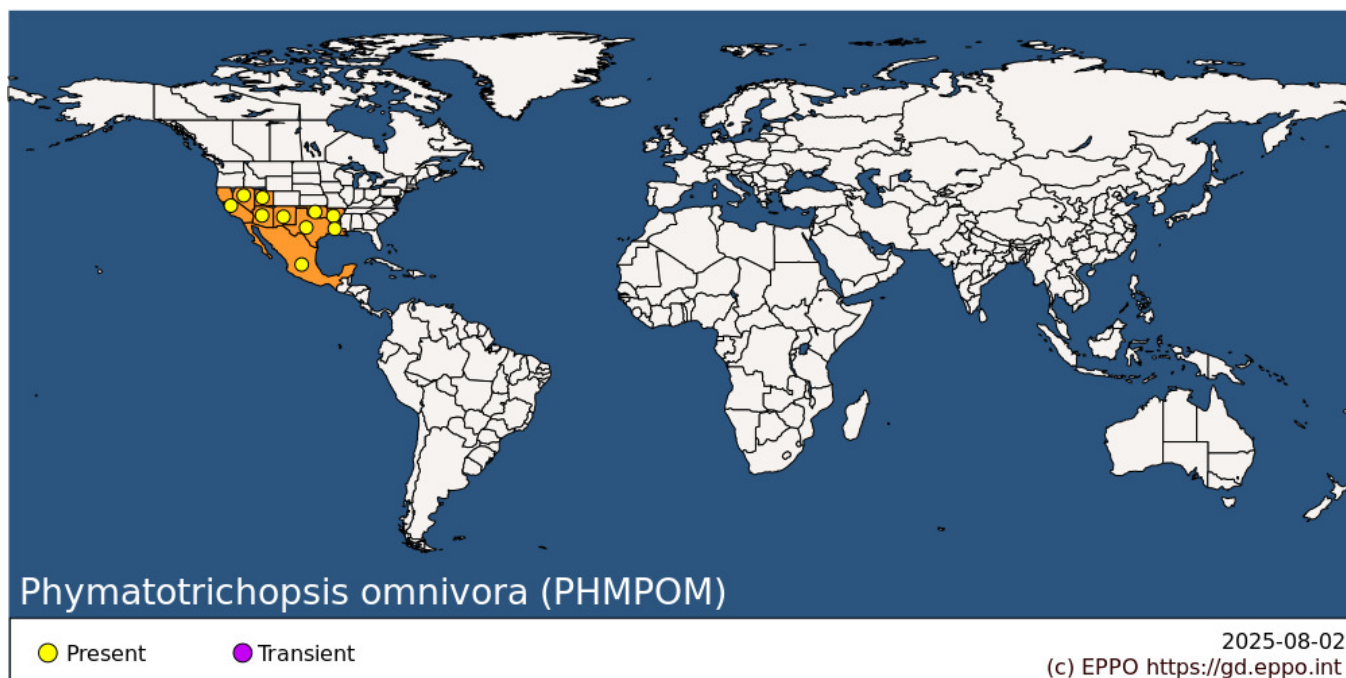 Phymatotrichopsis omnivora (PHMPOM)
Present
Transient
2025-08-02
(c) EPPO https://gd.eppo.int